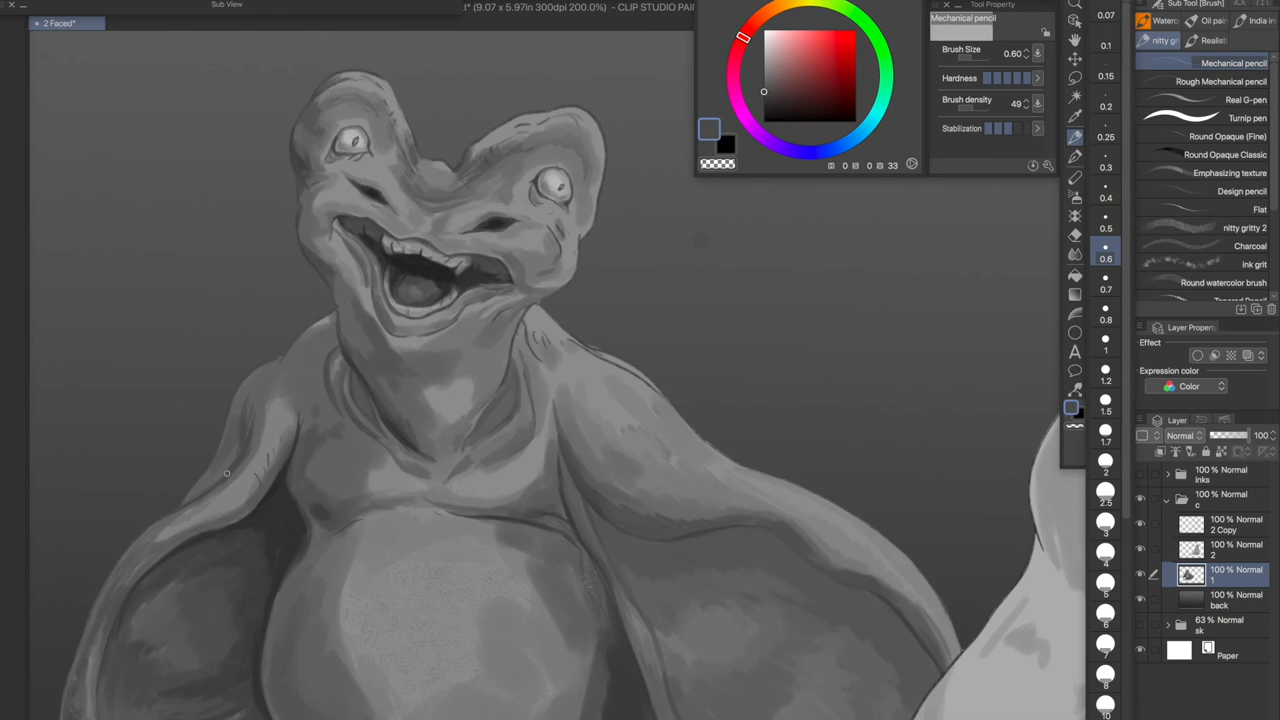 Sub View
!* (9.07 x 5.97in 300dpi 200.0%) - CLIP STUDIO PAI
2 Faced*
H 0 S 0 V 33
Tool Property
Mechanical pencil
Brush Size 0.60
Hardness
Brush density 49
Stabilization
0.07
0.1
0.15
0.2
0.25
0.3
0.4
0.5
0.6
0.7
0.8
1
1.2
1.5
1.7
2
2.5
3
4
5
6
7
8
10
Sub Tool
Waterc Oil pain India in
nitty gri Realisti
Mechanical pencil
Rough Mechanical pencil
Real G-pen
Turnip pen
Round Opaque (Fine)
Round Opaque Classic
Emphasizing texture
Design pencil
Flat
nitty gritty 2
Charcoal
ink grit
Round watercolor brush
Layer Property
Effect
Expression color
Color
Layer
Normal 100
100 % Normal
Inks
100 % Normal
c
100 % Normal
2 Copy
100 % Normal
2
100 % Normal
1
100 % Normal
back
63 % Normal
sk
Paper